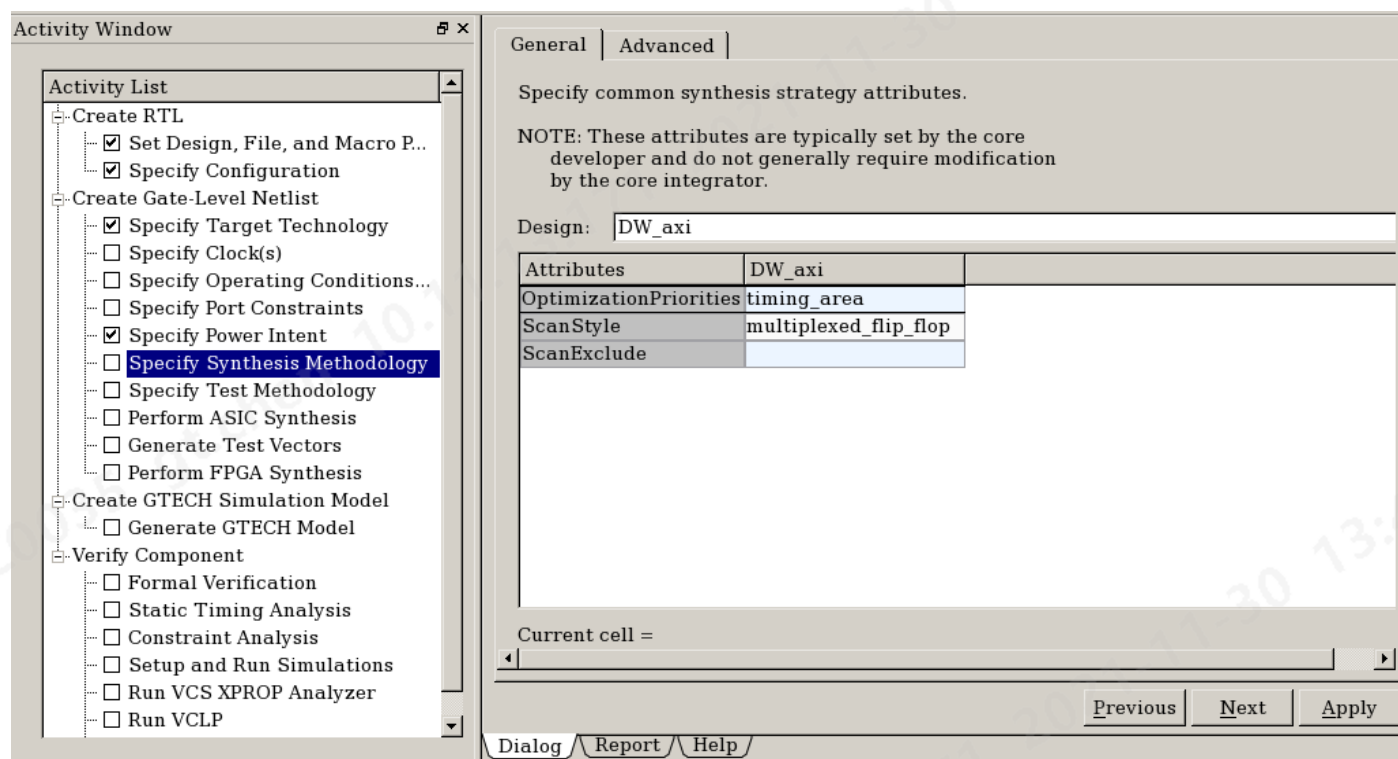 Activity Window
Activity List
Create RTL
Set Design, File, and Macro P...
Specify Configuration
Create Gate-Level Netlist
Specify Target Technology
Specify Clock(s)
Specify Operating Conditions...
Specify Port Constraints
Specify Power Intent
Specify Synthesis Methodology
Specify Test Methodology
Perform ASIC Synthesis
Generate Test Vectors
Perform FPGA Synthesis
Create GTECH Simulation Model
Generate GTECH Model
Verify Component
Formal Verification
Static Timing Analysis
Constraint Analysis
Setup and Run Simulations
Run VCS XPROP Analyzer
Run VCLP
General Advanced
Specify common synthesis strategy attributes.
NOTE: These attributes are typically set by the core
developer and do not generally require modification
by the core integrator.
Design: DW_axi
Attributes DW_axi
OptimizationPriorities timing_area
ScanStyle multiplexed_flip_flop
ScanExclude
Current cell =
Previous Next Apply
Dialog Report Help